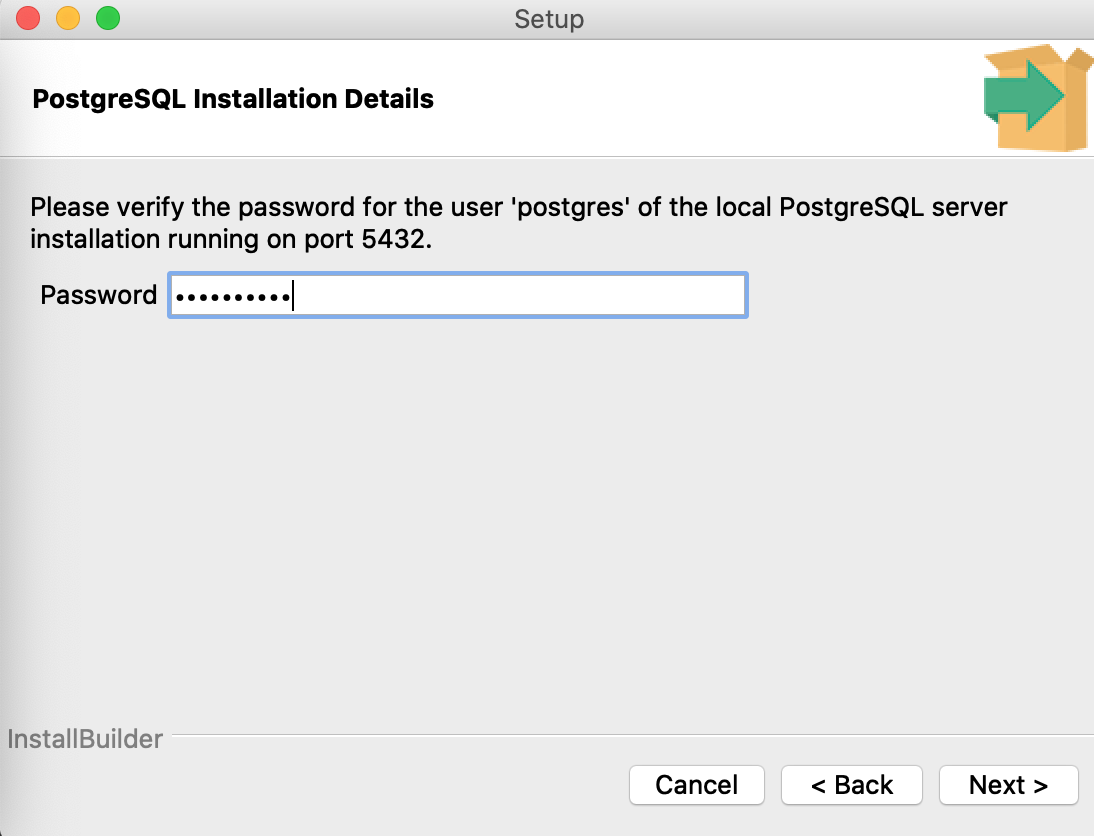 Setup
PostgreSQL Installation Details
Please verify the password for the user 'postgres' of the local PostgreSQL server
installation running on port 5432.
Password ••••••••••
InstallBuilder
Cancel < Back Next >